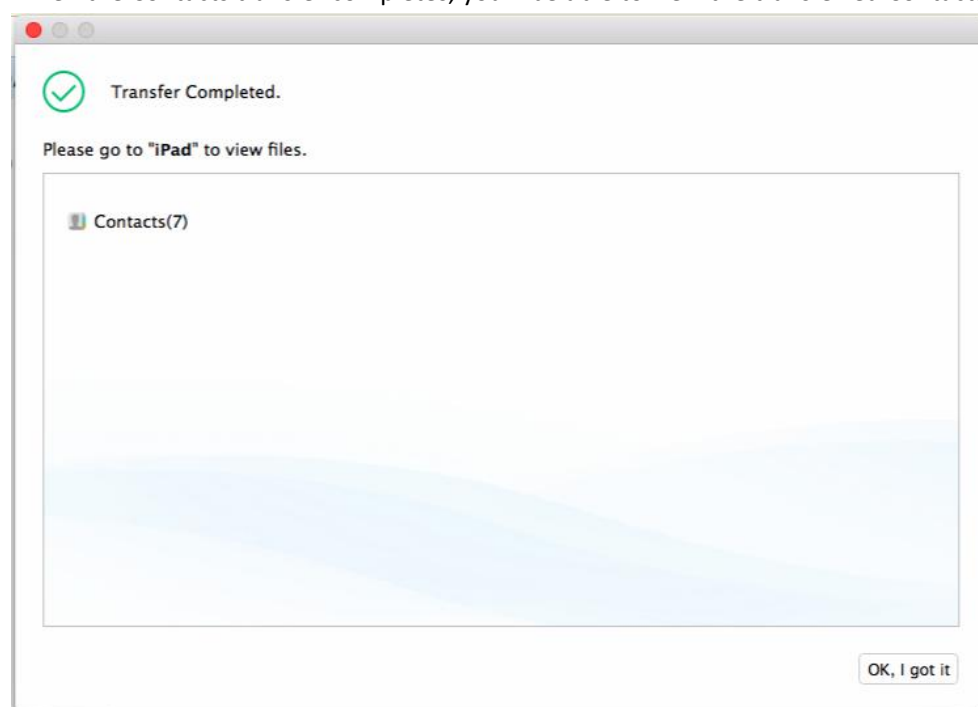 Transfer Completed.
Please go to "iPad" to view files.
Contacts(7)
OK, I got it